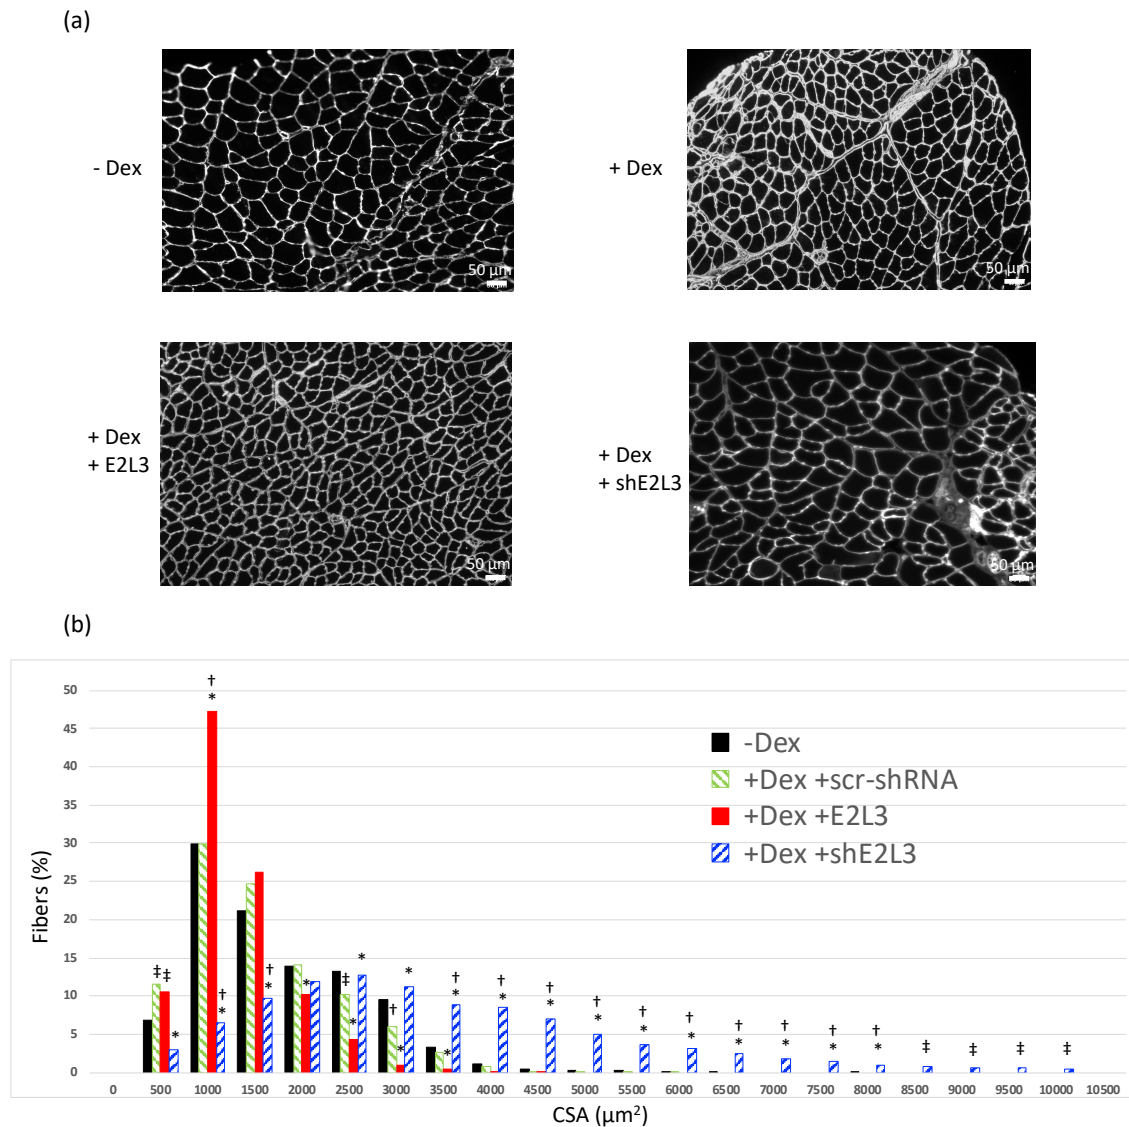 (a)
- Dex
50 µm
+ Dex
50 µm
+ Dex
+ E2L3
50 µm
+ Dex
+ shE2L3
50 µm
(b)
Fibers (%)
50
45
40
35
30
25
20
15
10
5
0
-Dex
+Dex +scr-shRNA
+Dex +E2L3
+Dex +shE2L3
† * ‡ ‡ * † * † * * ‡ * * † * * † * * † * † * † * † * † * † * † * † * † * † * ‡ ‡ ‡ ‡
0 500 1000 1500 2000 2500 3000 3500 4000 4500 5000 5500 6000 6500 7000 7500 8000 8500 9000 9500 10000 10500
CSA (µm²)